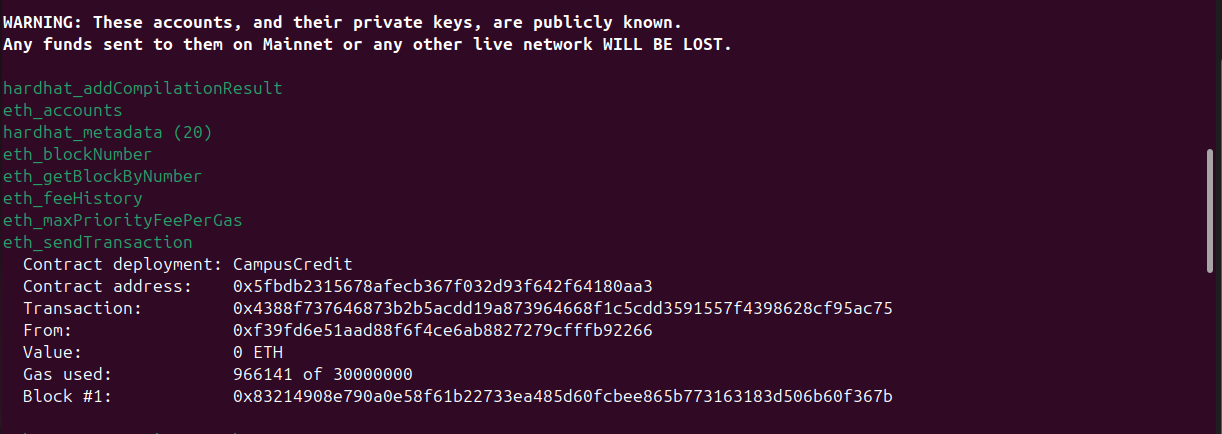 WARNING: These accounts, and their private keys, are publicly known.
Any funds sent to them on Mainnet or any other live network WILL BE LOST.
hardhat_addCompilationResult
eth_accounts
hardhat_metadata (20)
eth_blockNumber
eth_getBlockByNumber
eth_feeHistory
eth_maxPriorityFeePerGas
eth_sendTransaction
Contract deployment: CampusCredit
Contract address: 0x5fbdb2315678afecb367f032d93f642f64180aa3
Transaction: 0x4388f737646873b2b5acdd19a873964668f1c5cdd3591557f4398628cf95ac75
From: 0xf39fd6e51aad88f6f4ce6ab8827279cfffb92266
Value: 0 ETH
Gas used: 966141 of 30000000
Block #1: 0x83214908e790a0e58f61b22733ea485d60fcbee865b773163183d506b60f367b